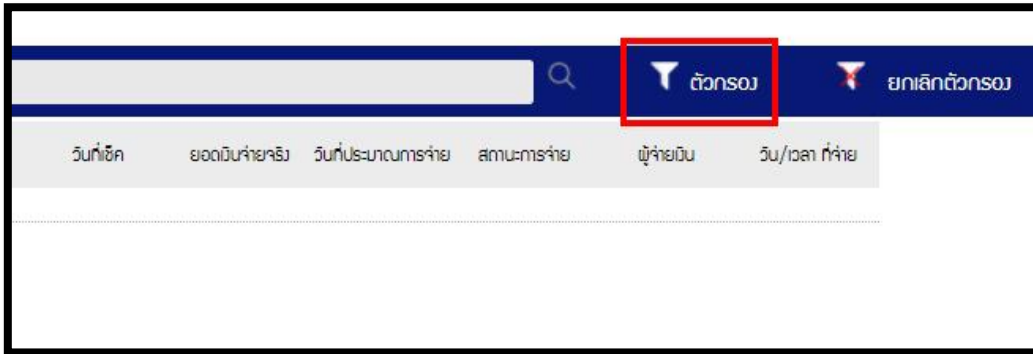 ตัวกรอง ยกเลิกตัวกรอง
วันที่เช็ค ยอดเงินจ่ายจริง วันที่ประมาณการจ่าย สถานะการจ่าย ผู้จ่ายเงิน วัน/เวลา ที่จ่าย